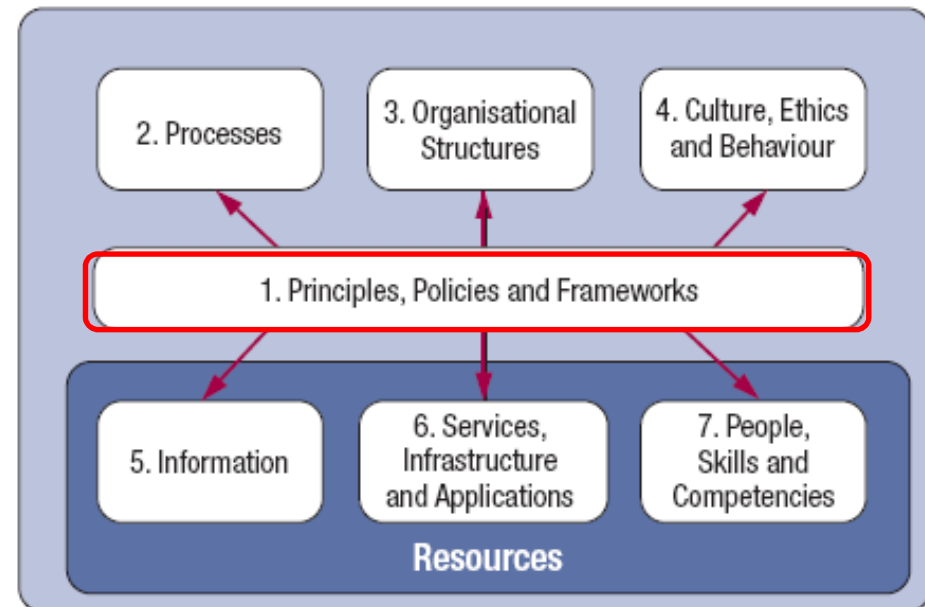 2. Processes
3. Organisational
Structures
4. Culture, Ethics
and Behaviour
1. Principles, Policies and Frameworks
5. Information
6. Services,
Infrastructure
and Applications
7. People,
Skills and
Competencies
Resources